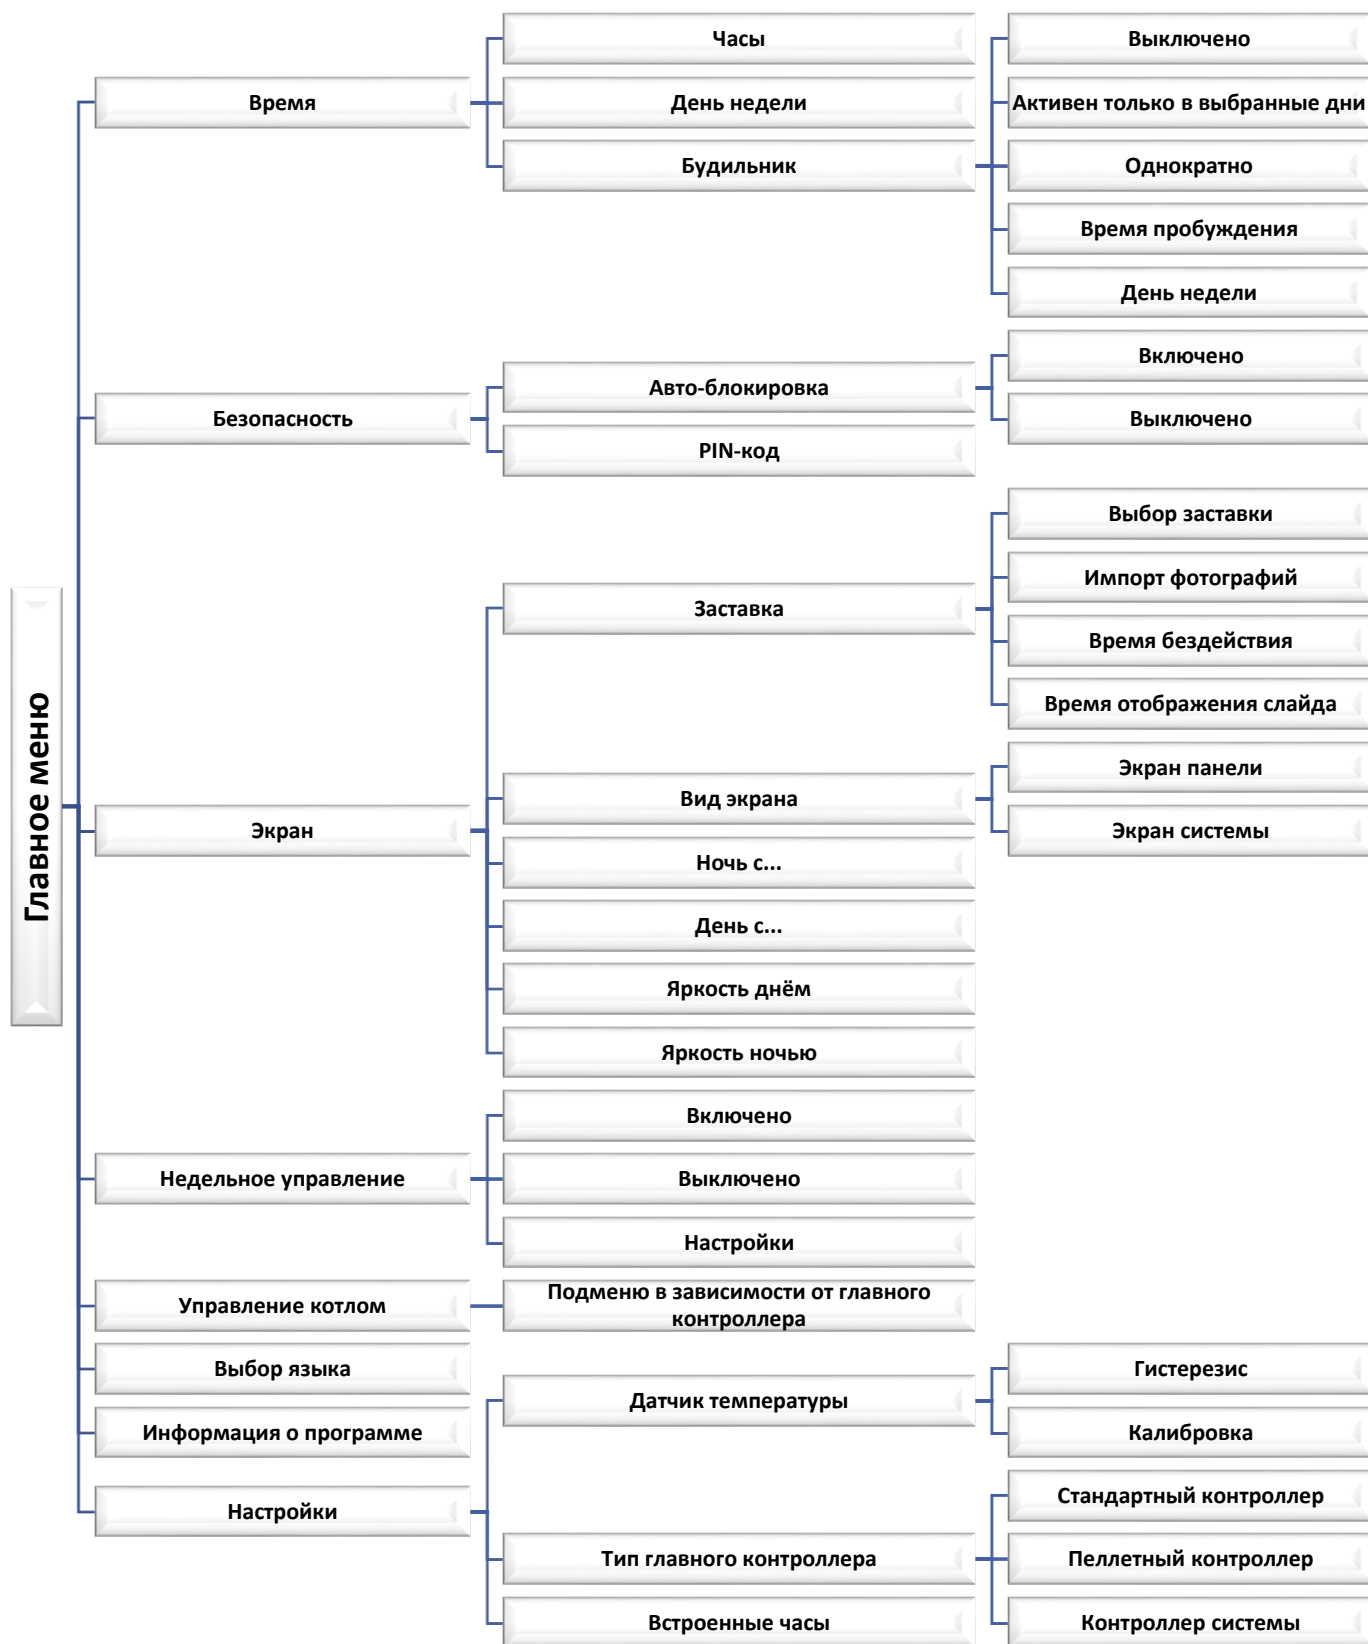 Главное меню
Время
Часы
День недели
Будильник
Выключено
Активен только в выбранные дни
Однократно
Время пробуждения
День недели
Безопасность
Авто-блокировка
Включено
Выключено
PIN-код
Экран
Заставка
Выбор заставки
Импорт фотографий
Время бездействия
Время отображения слайда
Вид экрана
Экран панели
Экран системы
Ночь с...
День с...
Яркость днём
Яркость ночью
Недельное управление
Включено
Выключено
Настройки
Управление котлом
Подменю в зависимости от главного
контроллера
Выбор языка
Информация о программе
Настройки
Датчик температуры
Гистерезис
Калибровка
Тип главного контроллера
Стандартный контроллер
Пеллетный контроллер
Контроллер системы
Встроенные часы